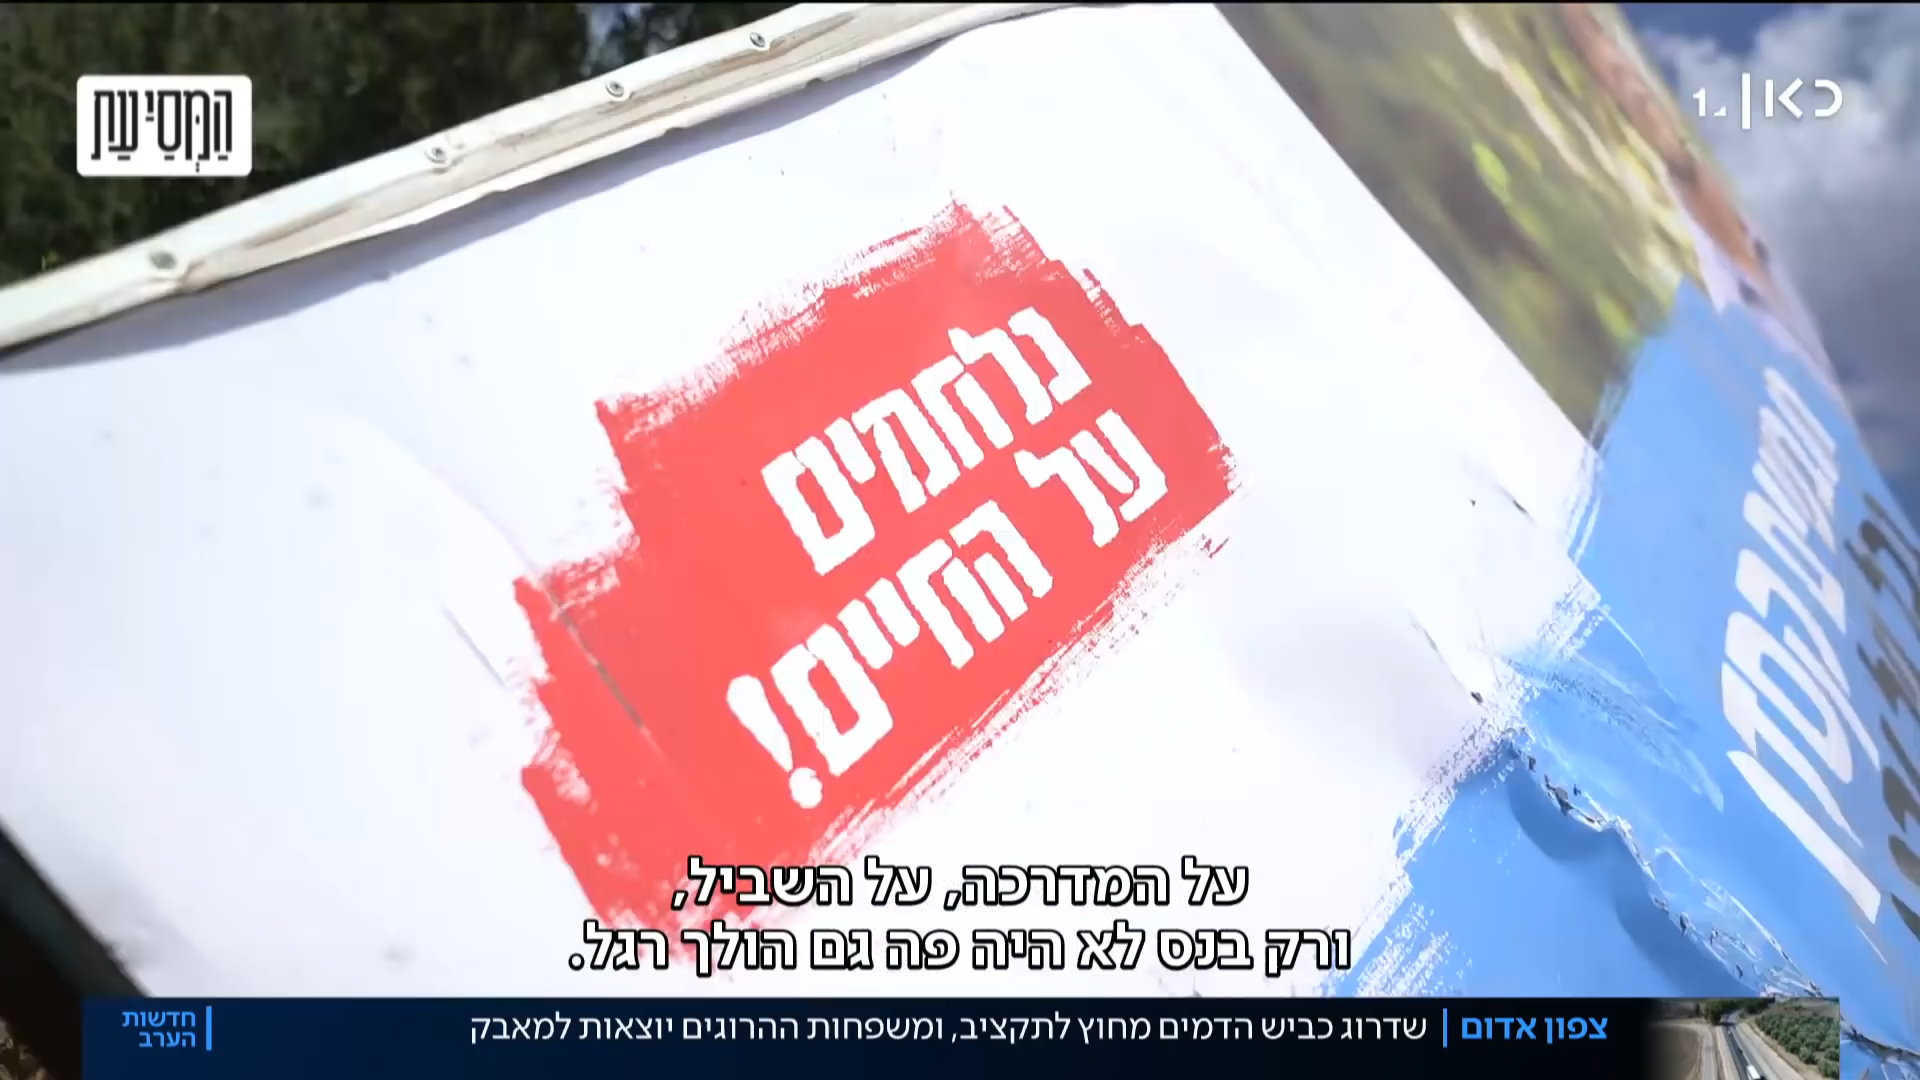 הַמְּסַיַּעַת
כאן 11
נלחמים
על החיים!
על המדרכה, על השביל,
ורק בנס לא היה פה גם הולך רגל.
צפון אדום | שדרוג כביש הדמים מחוץ לתקציב, ומשפחות ההרוגים יוצאות למאבק
חדשות
הערב